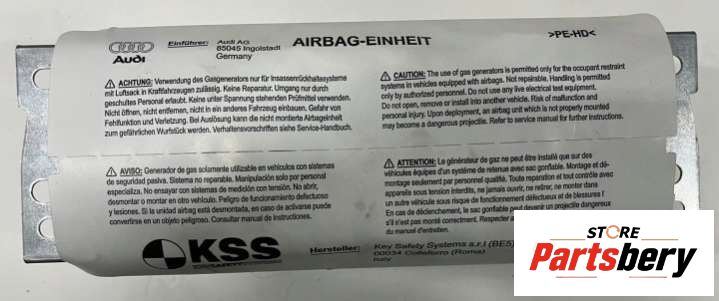 Audi
Einführer: Audi AG
85045 Ingolstadt
Germany
AIRBAG-EINHEIT
>PE-HD<
ACHTUNG: Verwendung des Gasgenerators nur für Insassenrückhaltesysteme
mit Luftsack in Kraftfahrzeugen zulässig. Keine Reparatur. Umgang nur durch
geschultes Personal erlaubt. Keine unter Spannung stehenden Prüfmittel verwenden.
Nicht öffnen, nicht entfernen, nicht in ein anderes Fahrzeug einbauen. Gefahr von
Fehlfunktion und Verletzung. Bei Auslösung kann die nicht montierte Airbageinheit
zum gefährlichen Wurfstück werden. Verhaltensvorschriften siehe Service-Handbuch.
CAUTION: The use of gas generators is permitted only for the occupant restraint
systems in vehicles equipped with airbags. Not repairable. Handling is permitted
only by authorized personnel. Do not use any live electrical test equipment.
Do not open, remove or install into another vehicle. Risk of malfunction and
personal injury. Upon deployment, an airbag unit which is not properly mounted
may become a dangerous projectile. Refer to service manual for further instructions.
AVISO: Generador de gas solamente utilizable en vehículos con sistemas
de seguridad pasiva. Sistema no reparable. Manipulación solo por personal
especializado. No ensayar con sistemas de medición con tensión. No abrir,
desmontar o montar en otro vehículo. Peligro de funcionamiento defectuoso
y lesiones. Si la unidad airbag está desmontada, en caso de activarse puede
convertirse en un objeto peligroso. Consultar manual de instrucciones.
ATTENTION: Le générateur de gaz ne peut être installé que sur des
véhicules équipés d'un système de retenue avec sac gonflable. Montage et dé-
montage seulement par personnel qualifié. Toute reparation et tout contrôle avec
appareils sous tension interdits, ne jamais ouvrir, ne retirer, ne monter dans
un autre véhicule sous risque de fonctionnement défectueux et de blessures !
En cas de déclenchement, le sac gonflable peut devenir un projectile dangereux
s'il n'est pas monté correctement. Respecter
du manuel d'atelier.
KSS
Hersteller: Key Safety Systems s.r.l (BE5)
00034 Colleferro (Roma)
Italy
STORE
Partsbery